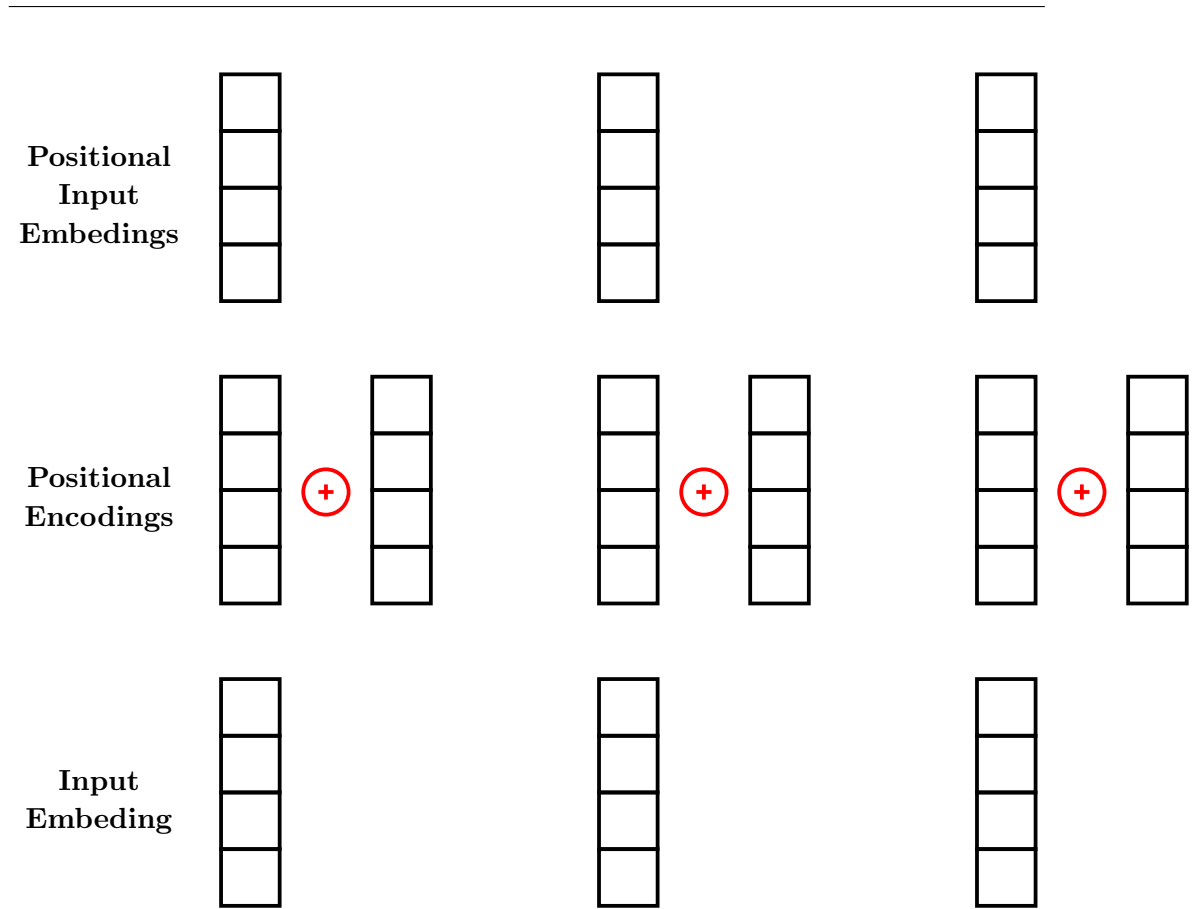 Positional
Input
Embedings
Positional
Encodings
+ + +
Input
Embeding